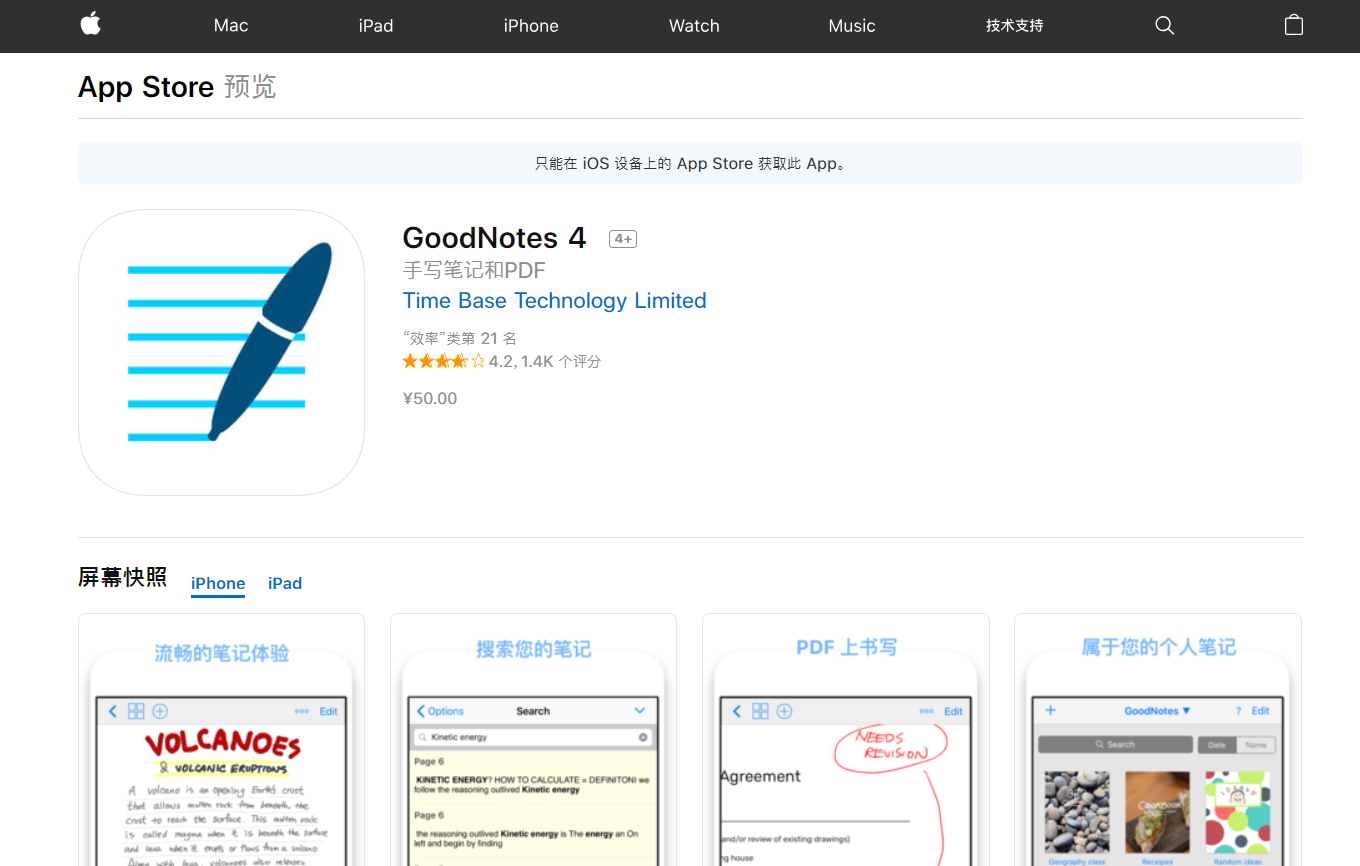 Mac iPad iPhone Watch Music 技术支持
App Store 预览
只能在 iOS 设备上的 App Store 获取此 App。
GoodNotes 4 4+
手写笔记和PDF
Time Base Technology Limited
“效率”类第 21 名
4.2, 1.4K 个评分
¥50.00
屏幕快照 iPhone iPad
流畅的笔记体验
Edit
VOLCANOES
& VOLCANIC ERUPTIONS
A volcano is an opening Earth's crust
that allows molten rock from beneath the
crust to reach the surface. This molten rock
is called magma when it is beneath the surface
and lava when it erupts or flows from a volcano
Along with lava, volcanoes also releases
搜索您的笔记
Options Search
Kinetic energy
Page 6
KINETIC ENERGY? HOW TO CALCULATE = DEFINITONI we
follow the reasoning outlived Kinetic energy
Page 6
the reasoning outlived Kinetic energy is The energy an On
left and begin by finding
PDF 上书写
Edit
NEEDS
REVISION
Agreement
and/or review of existing drawings)
ng house
属于您的个人笔记
+ GoodNotes ▼ ? Edit
Search Date Name
COOKBOOK
Geography class Receipes Random ideas